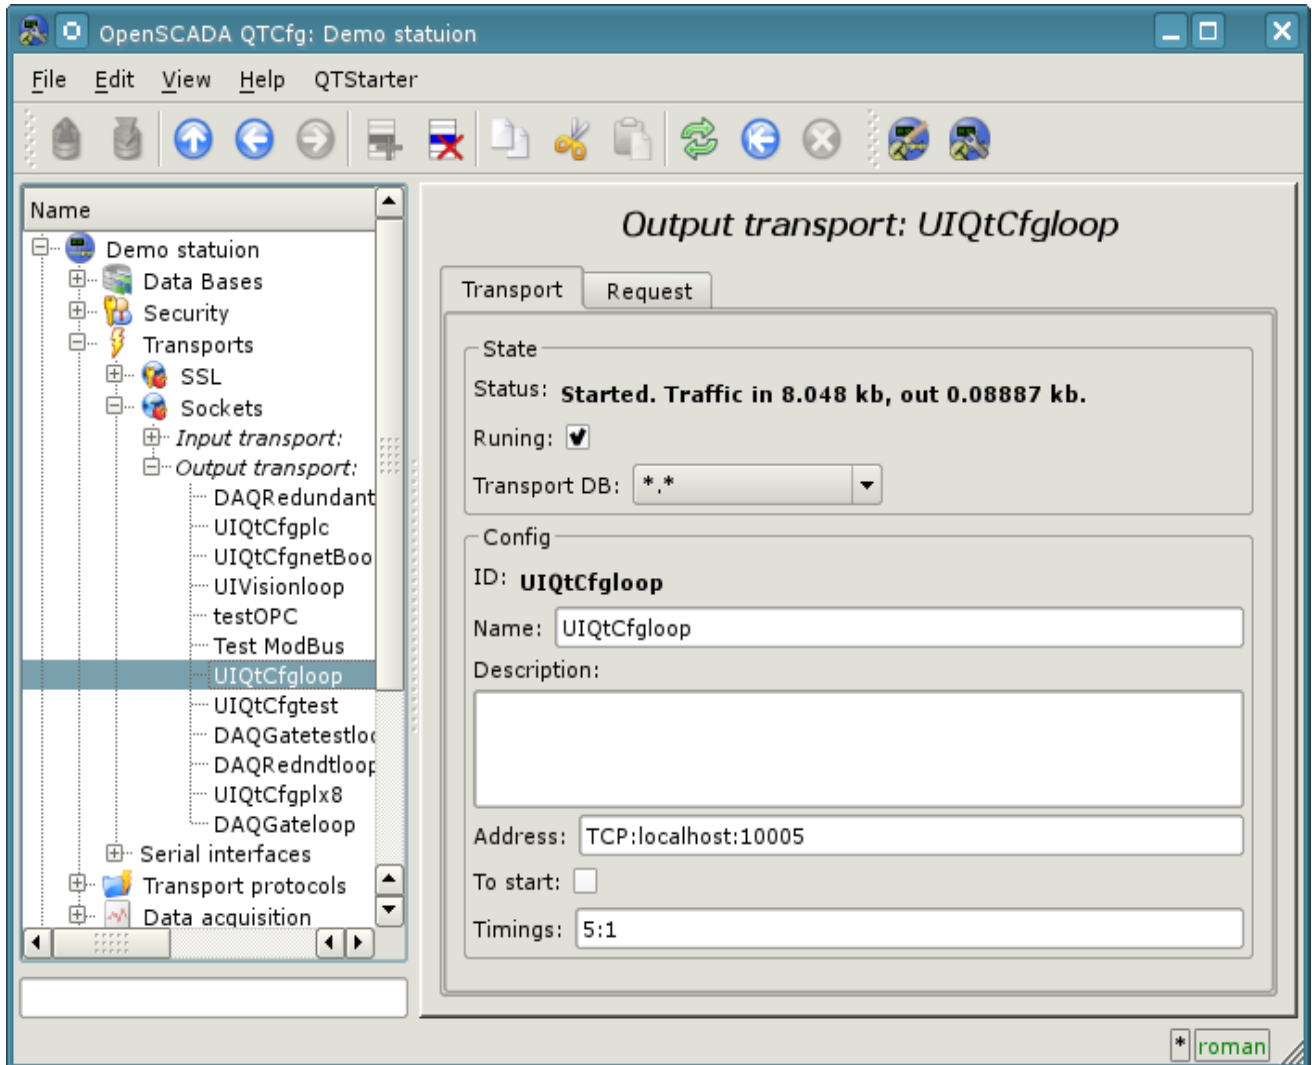 OpenSCADA QTCfg: Demo statuion
File Edit View Help QTStarter
Name
Demo statuion
Data Bases
Security
Transports
SSL
Sockets
Input transport:
Output transport:
DAQRedundant
UIQtCfgplc
UIQtCfgnetBoo
UIVisionloop
testOPC
Test ModBus
UIQtCfgloop
UIQtCfgtest
DAQGatetestloc
DAQRedndtloop
UIQtCfgplx8
DAQGateloop
Serial interfaces
Transport protocols
Data acquisition
Output transport: UIQtCfgloop
Transport Request
State
Status: Started. Traffic in 8.048 kb, out 0.08887 kb.
Runing:
Transport DB: *.*
Config
ID: UIQtCfgloop
Name: UIQtCfgloop
Description:
Address: TCP:localhost:10005
To start:
Timings: 5:1
* roman